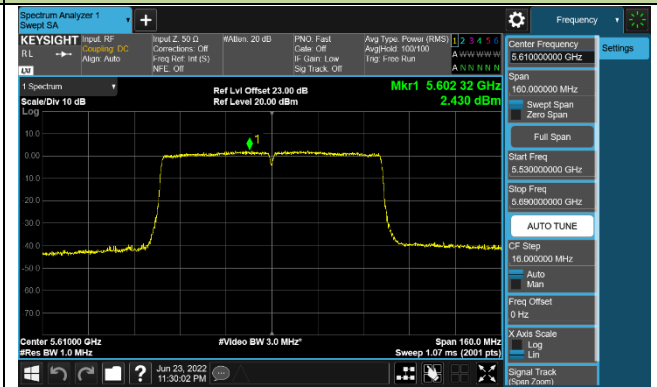 Spectrum Analyzer 1
Swept SA
Frequency
KEYSIGHT
RL
LXI
Input: RF
Coupling: DC
Align: Auto
Input Z: 50 Ω
Corrections: Off
Freq Ref: Int (S)
NFE: Off
#Atten: 20 dB
PNO: Fast
Gate: Off
IF Gain: Low
Sig Track: Off
Avg Type: Power (RMS)
Avg|Hold: 100/100
Trig: Free Run
1 2 3 4 5 6
A W W W W W
A N N N N N
1 Spectrum
Scale/Div 10 dB
Log
Ref Lvl Offset 23.00 dB
Ref Level 20.00 dBm
Mkr1 5.602 32 GHz
2.430 dBm
1
10.0
0.00
-10.0
-20.0
-30.0
-40.0
-50.0
-60.0
-70.0
Center 5.61000 GHz
#Res BW 1.0 MHz
#Video BW 3.0 MHz*
Span 160.0 MHz
Sweep 1.07 ms (2001 pts)
Jun 23, 2022
11:30:02 PM
Center Frequency
5.610000000 GHz
Settings
Span
160.000000 MHz
Swept Span
Zero Span
Full Span
Start Freq
5.530000000 GHz
Stop Freq
5.690000000 GHz
AUTO TUNE
CF Step
16.000000 MHz
Auto
Man
Freq Offset
0 Hz
X Axis Scale
Log
Lin
Signal Track
(Span Zoom)